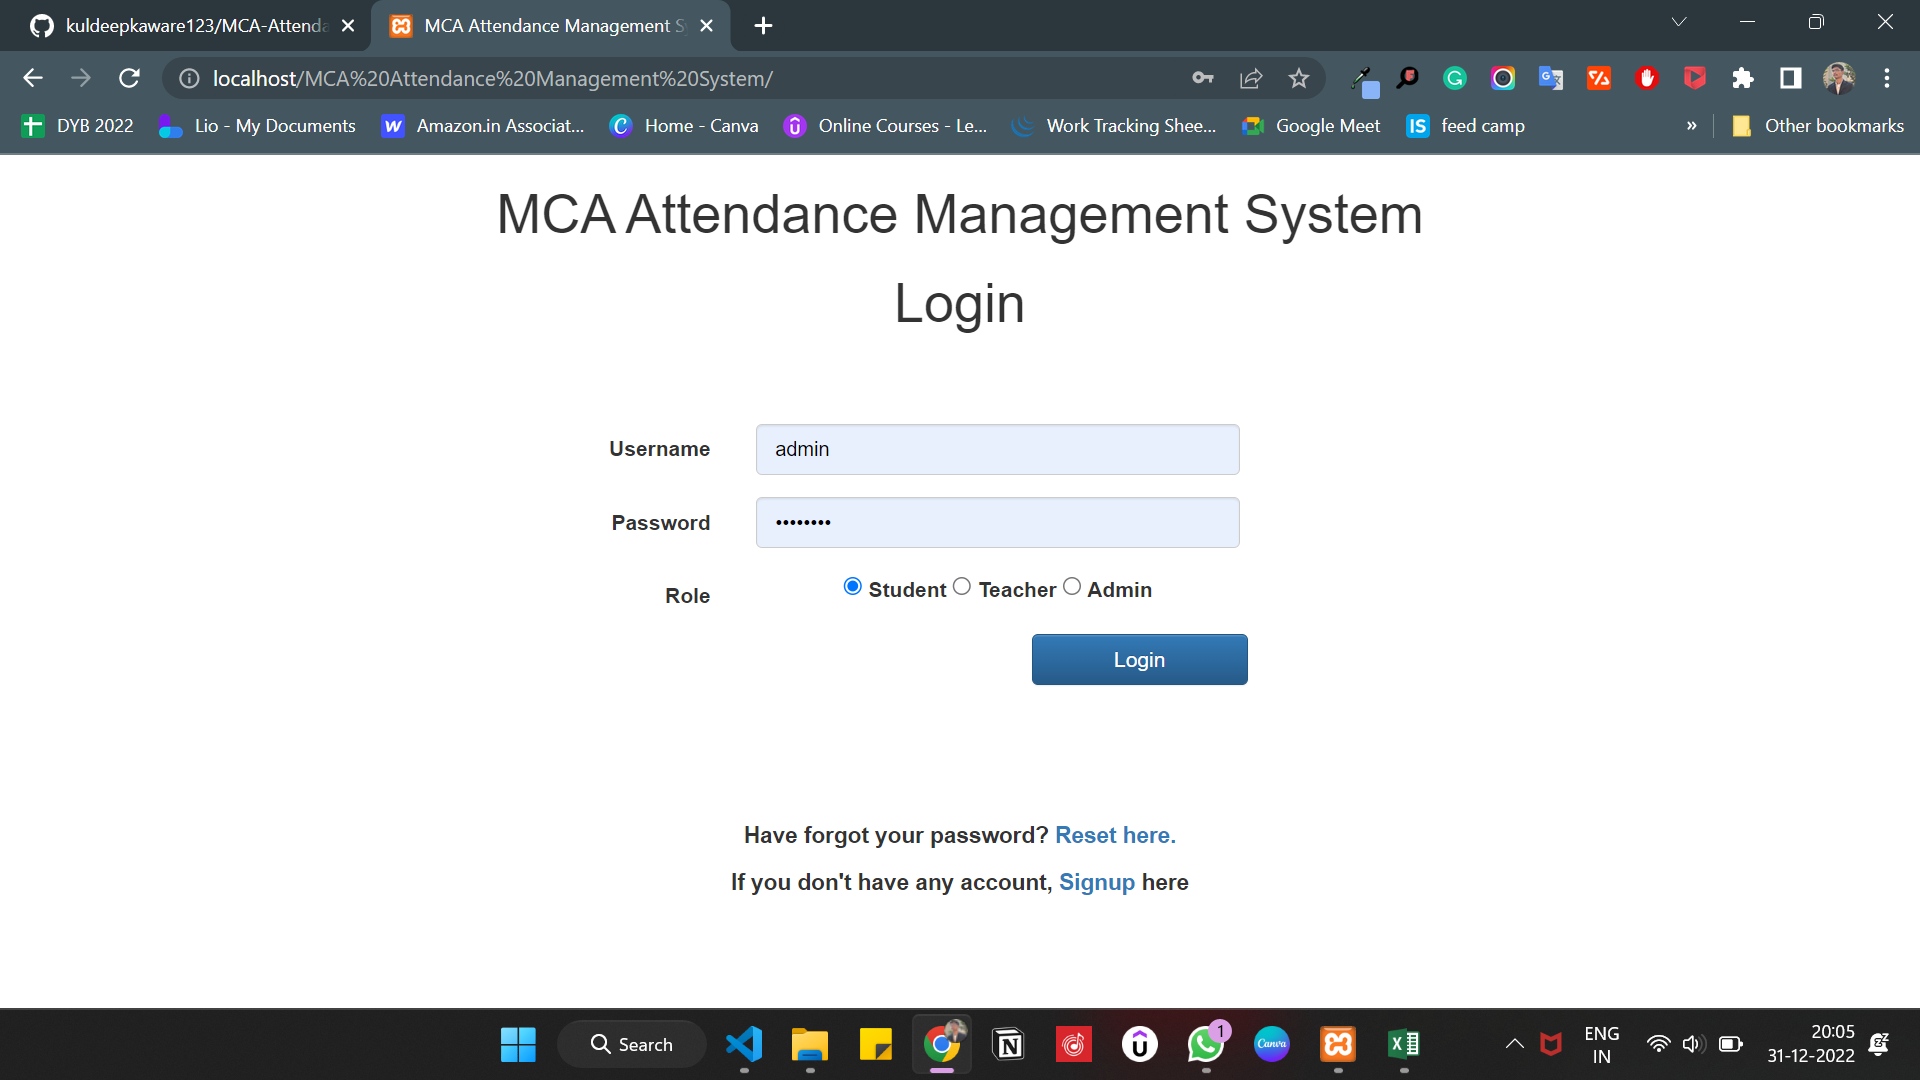 kuldeepkaware123/MCA-Attenda
MCA Attendance Management S
localhost/MCA%20Attendance%20Management%20System/
DYB 2022
Lio - My Documents
W Amazon.in Associat...
C Home - Canva
Online Courses - Le...
Work Tracking Shee...
Google Meet
IS feed camp
»
Other bookmarks
MCA Attendance Management System
Login
Username
admin
Password
••••••••
Role
Student Teacher Admin
Login
Have forgot your password? Reset here.
If you don't have any account, Signup here
Search
1
Canva
ENG
IN
20:05
31-12-2022